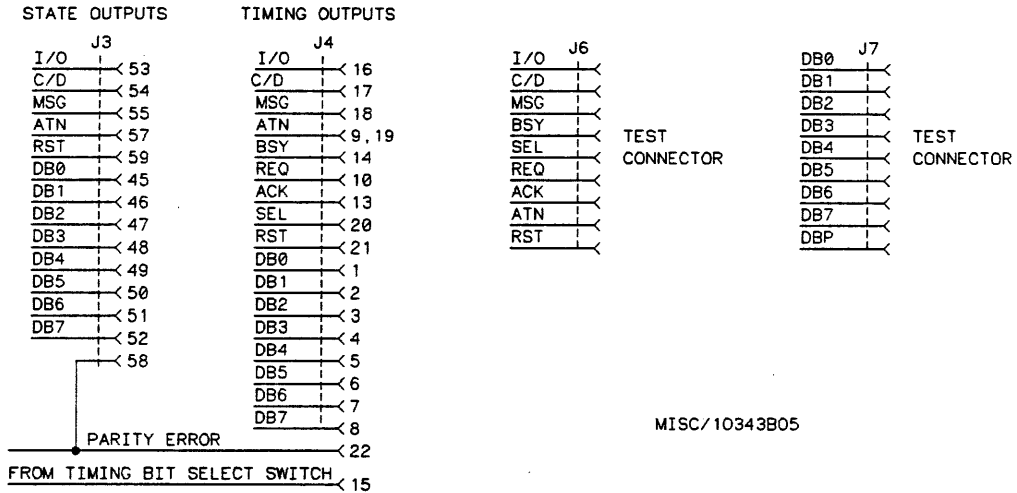 STATE OUTPUTS
J3
I/O 53
C/D 54
MSG 55
ATN 57
RST 59
DB0 45
DB1 46
DB2 47
DB3 48
DB4 49
DB5 50
DB6 51
DB7 52
58
TIMING OUTPUTS
J4
I/O 16
C/D 17
MSG 18
ATN 9,19
BSY 14
REQ 10
ACK 13
SEL 20
RST 21
DB0 1
DB1 2
DB2 3
DB3 4
DB4 5
DB5 6
DB6 7
DB7 8
PARITY ERROR 22
FROM TIMING BIT SELECT SWITCH 15
J6
I/O
C/D
MSG
BSY
SEL
REQ
ACK
ATN
RST
TEST
CONNECTOR
J7
DB0
DB1
DB2
DB3
DB4
DB5
DB6
DB7
DBP
TEST
CONNECTOR
MISC/10343B05